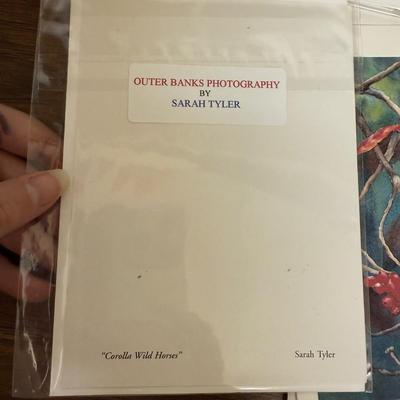 OUTER BANKS PHOTOGRAPHY
BY
SARAH TYLER
"Corolla Wild Horses" Sarah Tyler